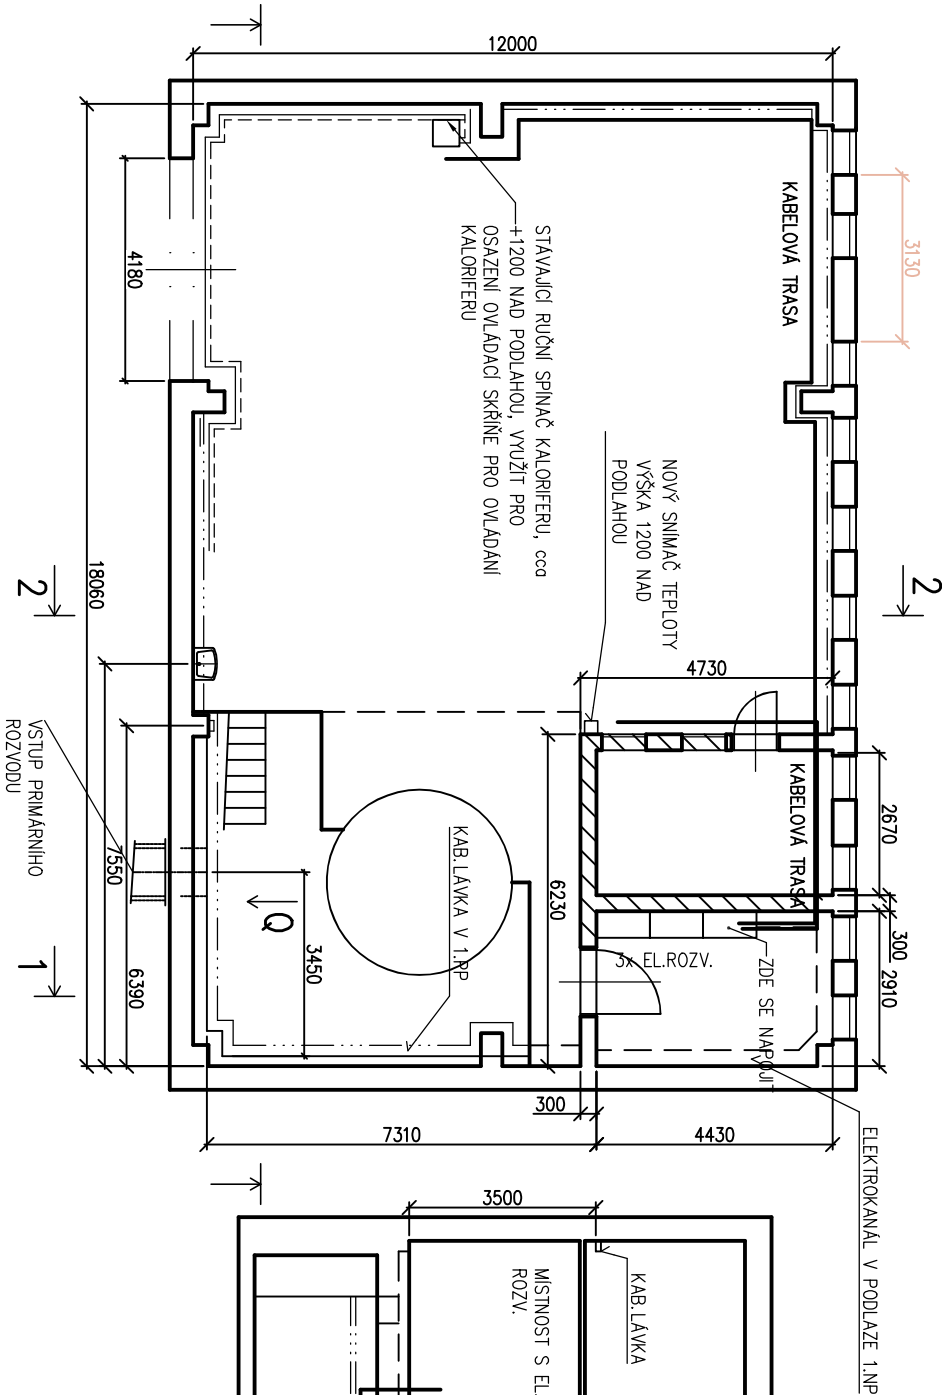 12000
3130
KABELOVÁ TRASA
4180
STÁVAJÍCÍ RUČNÍ SPÍNAČ KALORIFERU, cca
+1200 NAD PODLAHOU, VYUŽÍT PRO
OSAZENÍ OVLÁDACÍ SKŘÍNĚ PRO OVLÁDÁNÍ
KALORIFERU
NOVÝ SNÍMAČ TEPLOTY
VÝŠKA 1200 NAD
PODLAHOU
18060
2
2
4730
KABELOVÁ TRASA
2670
300
2910
6230
VSTUP PRIMÁRNÍHO
ROZVODU
7550
6390
1
Q
3450
KAB.LÁVKA V 1.PP
3x EL.ROZV.
ZDE SE NAPOJÍ
300
7310
4430
ELEKTROKANÁL V PODLAZE 1.NP
3500
KAB.LÁVKA
MÍSTNOST S EL.
ROZV.